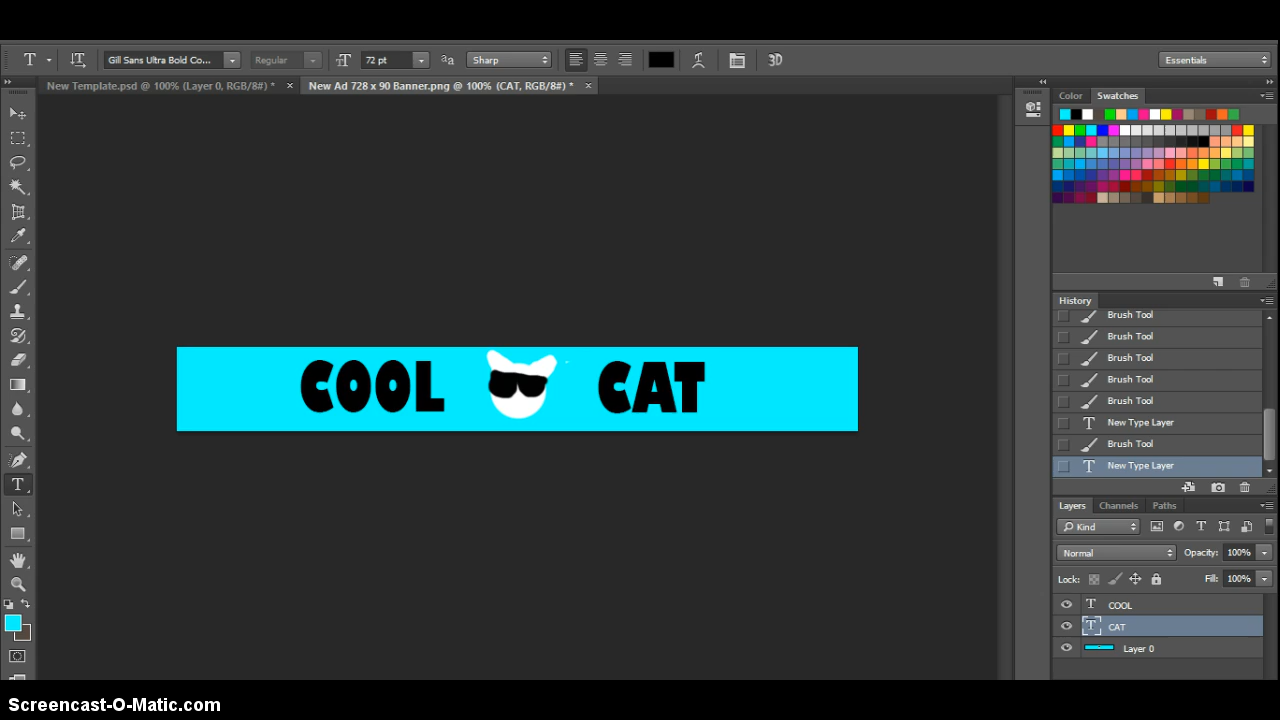 Gill Sans Ultra Bold Co... Regular 72 pt Sharp 3D Essentials
New Template.psd @ 100% (Layer 0, RGB/8#) * × New Ad 728 x 90 Banner.png @ 100% (CAT, RGB/8#) * ×
Color Swatches
History
Brush Tool
Brush Tool
Brush Tool
Brush Tool
Brush Tool
New Type Layer
Brush Tool
New Type Layer
COOL CAT
Layers Channels Paths
Kind
Normal Opacity: 100%
Lock: Fill: 100%
COOL
CAT
Layer 0
Screencast-O-Matic.com